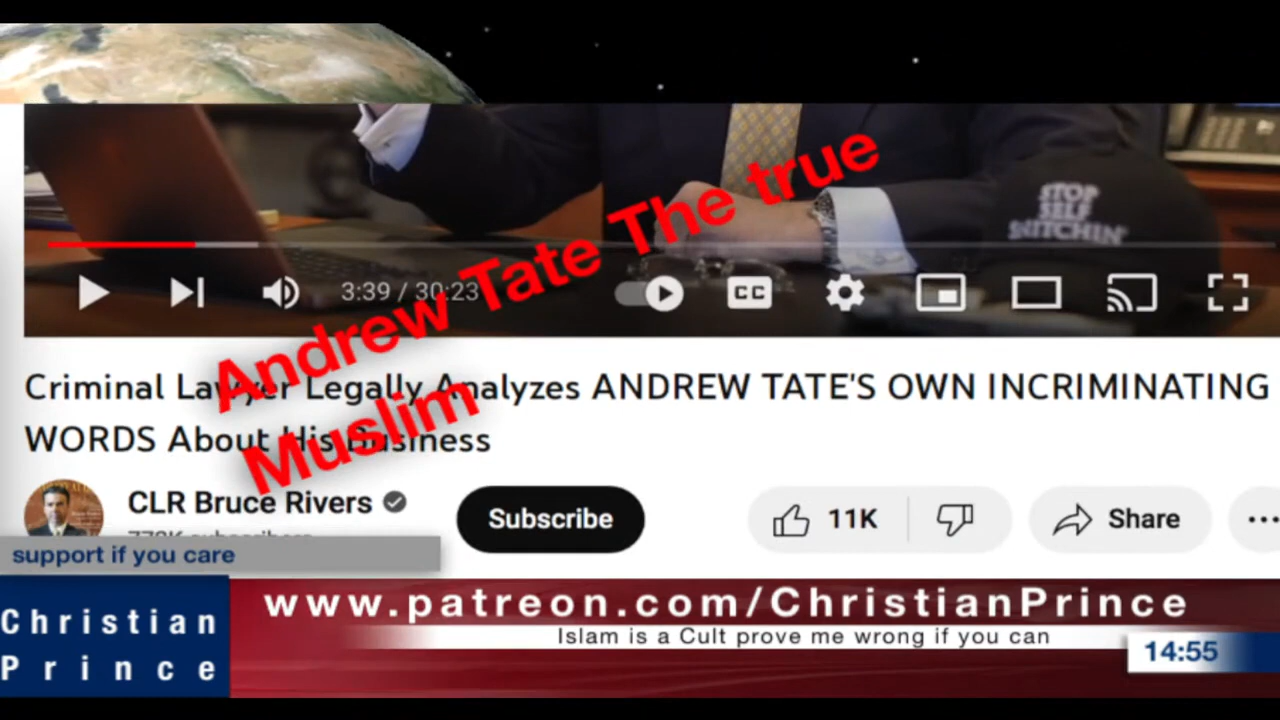 STOP
SELF
SNITCHIN'
Andrew Tate The true
Muslim
3:39 / 30:23
CC
Criminal Lawyer Legally Analyzes ANDREW TATE'S OWN INCRIMINATING
WORDS About His Business
CLR Bruce Rivers
Subscribe
11K
Share
support if you care
Christian
Prince
www.patreon.com/ChristianPrince
Islam is a Cult prove me wrong if you can
14:55